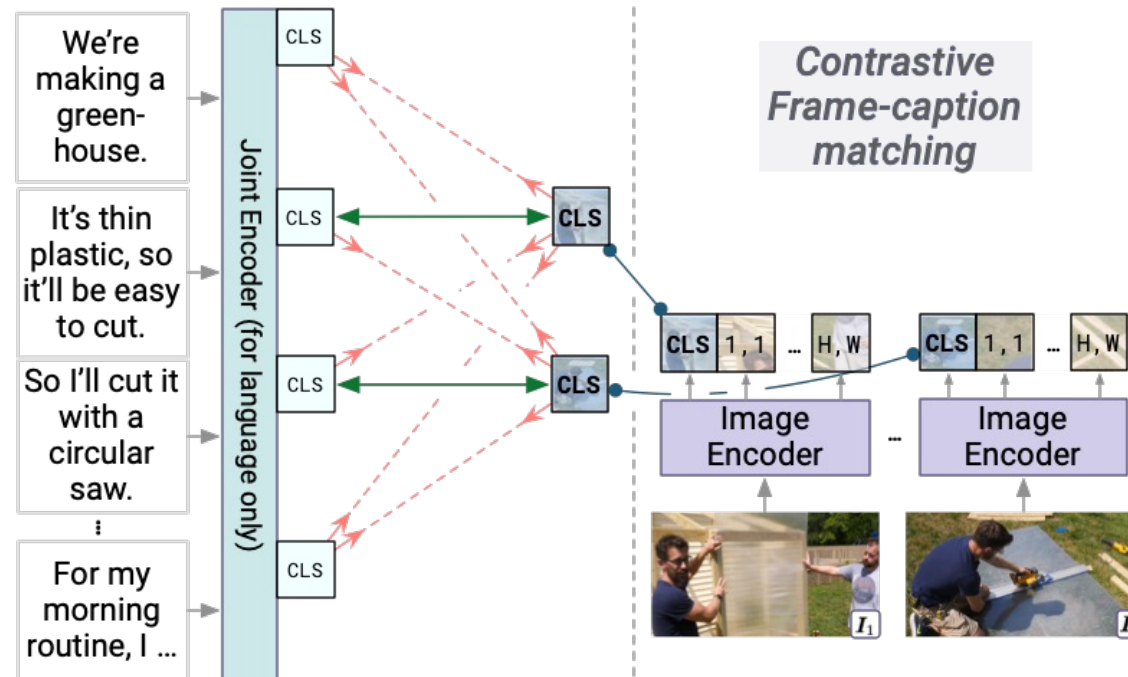 We're
making a
green-
house.
It's thin
plastic, so
it'll be easy
to cut.
So I'll cut it
with a
circular
saw.
⋮
For my
morning
routine, I ...
Joint Encoder (for language only)
CLS
CLS
CLS
CLS
CLS
CLS
Contrastive
Frame-caption
matching
CLS 1,1 ... H,W
CLS 1,1 ... H,W
Image
Encoder
...
Image
Encoder
I1
I